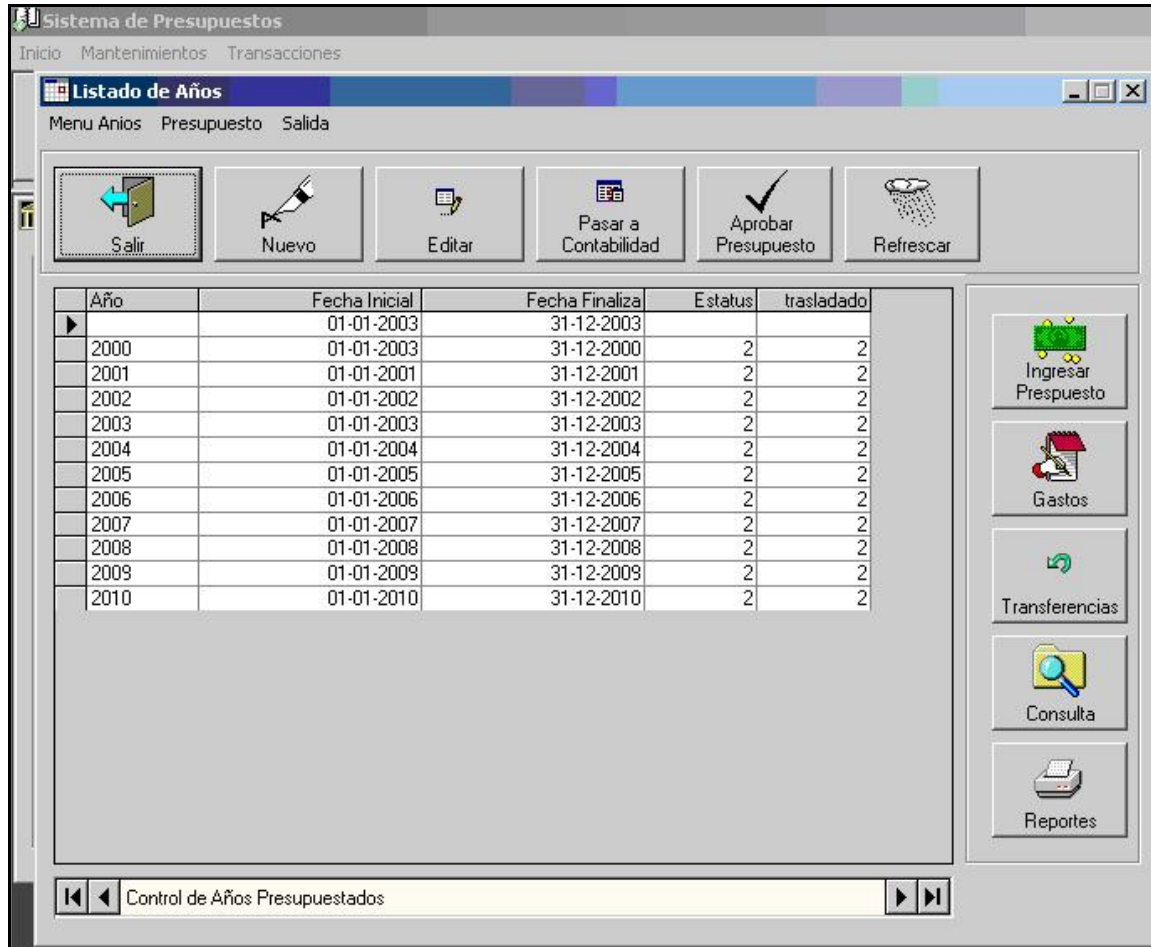 Sistema de Presupuestos
Inicio Mantenimientos Transacciones
Listado de Años
Menu Anios Presupuesto Salida
Salir
Nuevo
Editar
Pasar a
Contabilidad
Aprobar
Presupuesto
Refrescar
Año Fecha Inicial Fecha Finaliza Estatus trasladado
01-01-2003 31-12-2003
2000 01-01-2003 31-12-2000 2 2
2001 01-01-2001 31-12-2001 2 2
2002 01-01-2002 31-12-2002 2 2
2003 01-01-2003 31-12-2003 2 2
2004 01-01-2004 31-12-2004 2 2
2005 01-01-2005 31-12-2005 2 2
2006 01-01-2006 31-12-2006 2 2
2007 01-01-2007 31-12-2007 2 2
2008 01-01-2008 31-12-2008 2 2
2009 01-01-2009 31-12-2009 2 2
2010 01-01-2010 31-12-2010 2 2
Ingresar
Prespuesto
Gastos
Transferencias
Consulta
Reportes
Control de Años Presupuestados